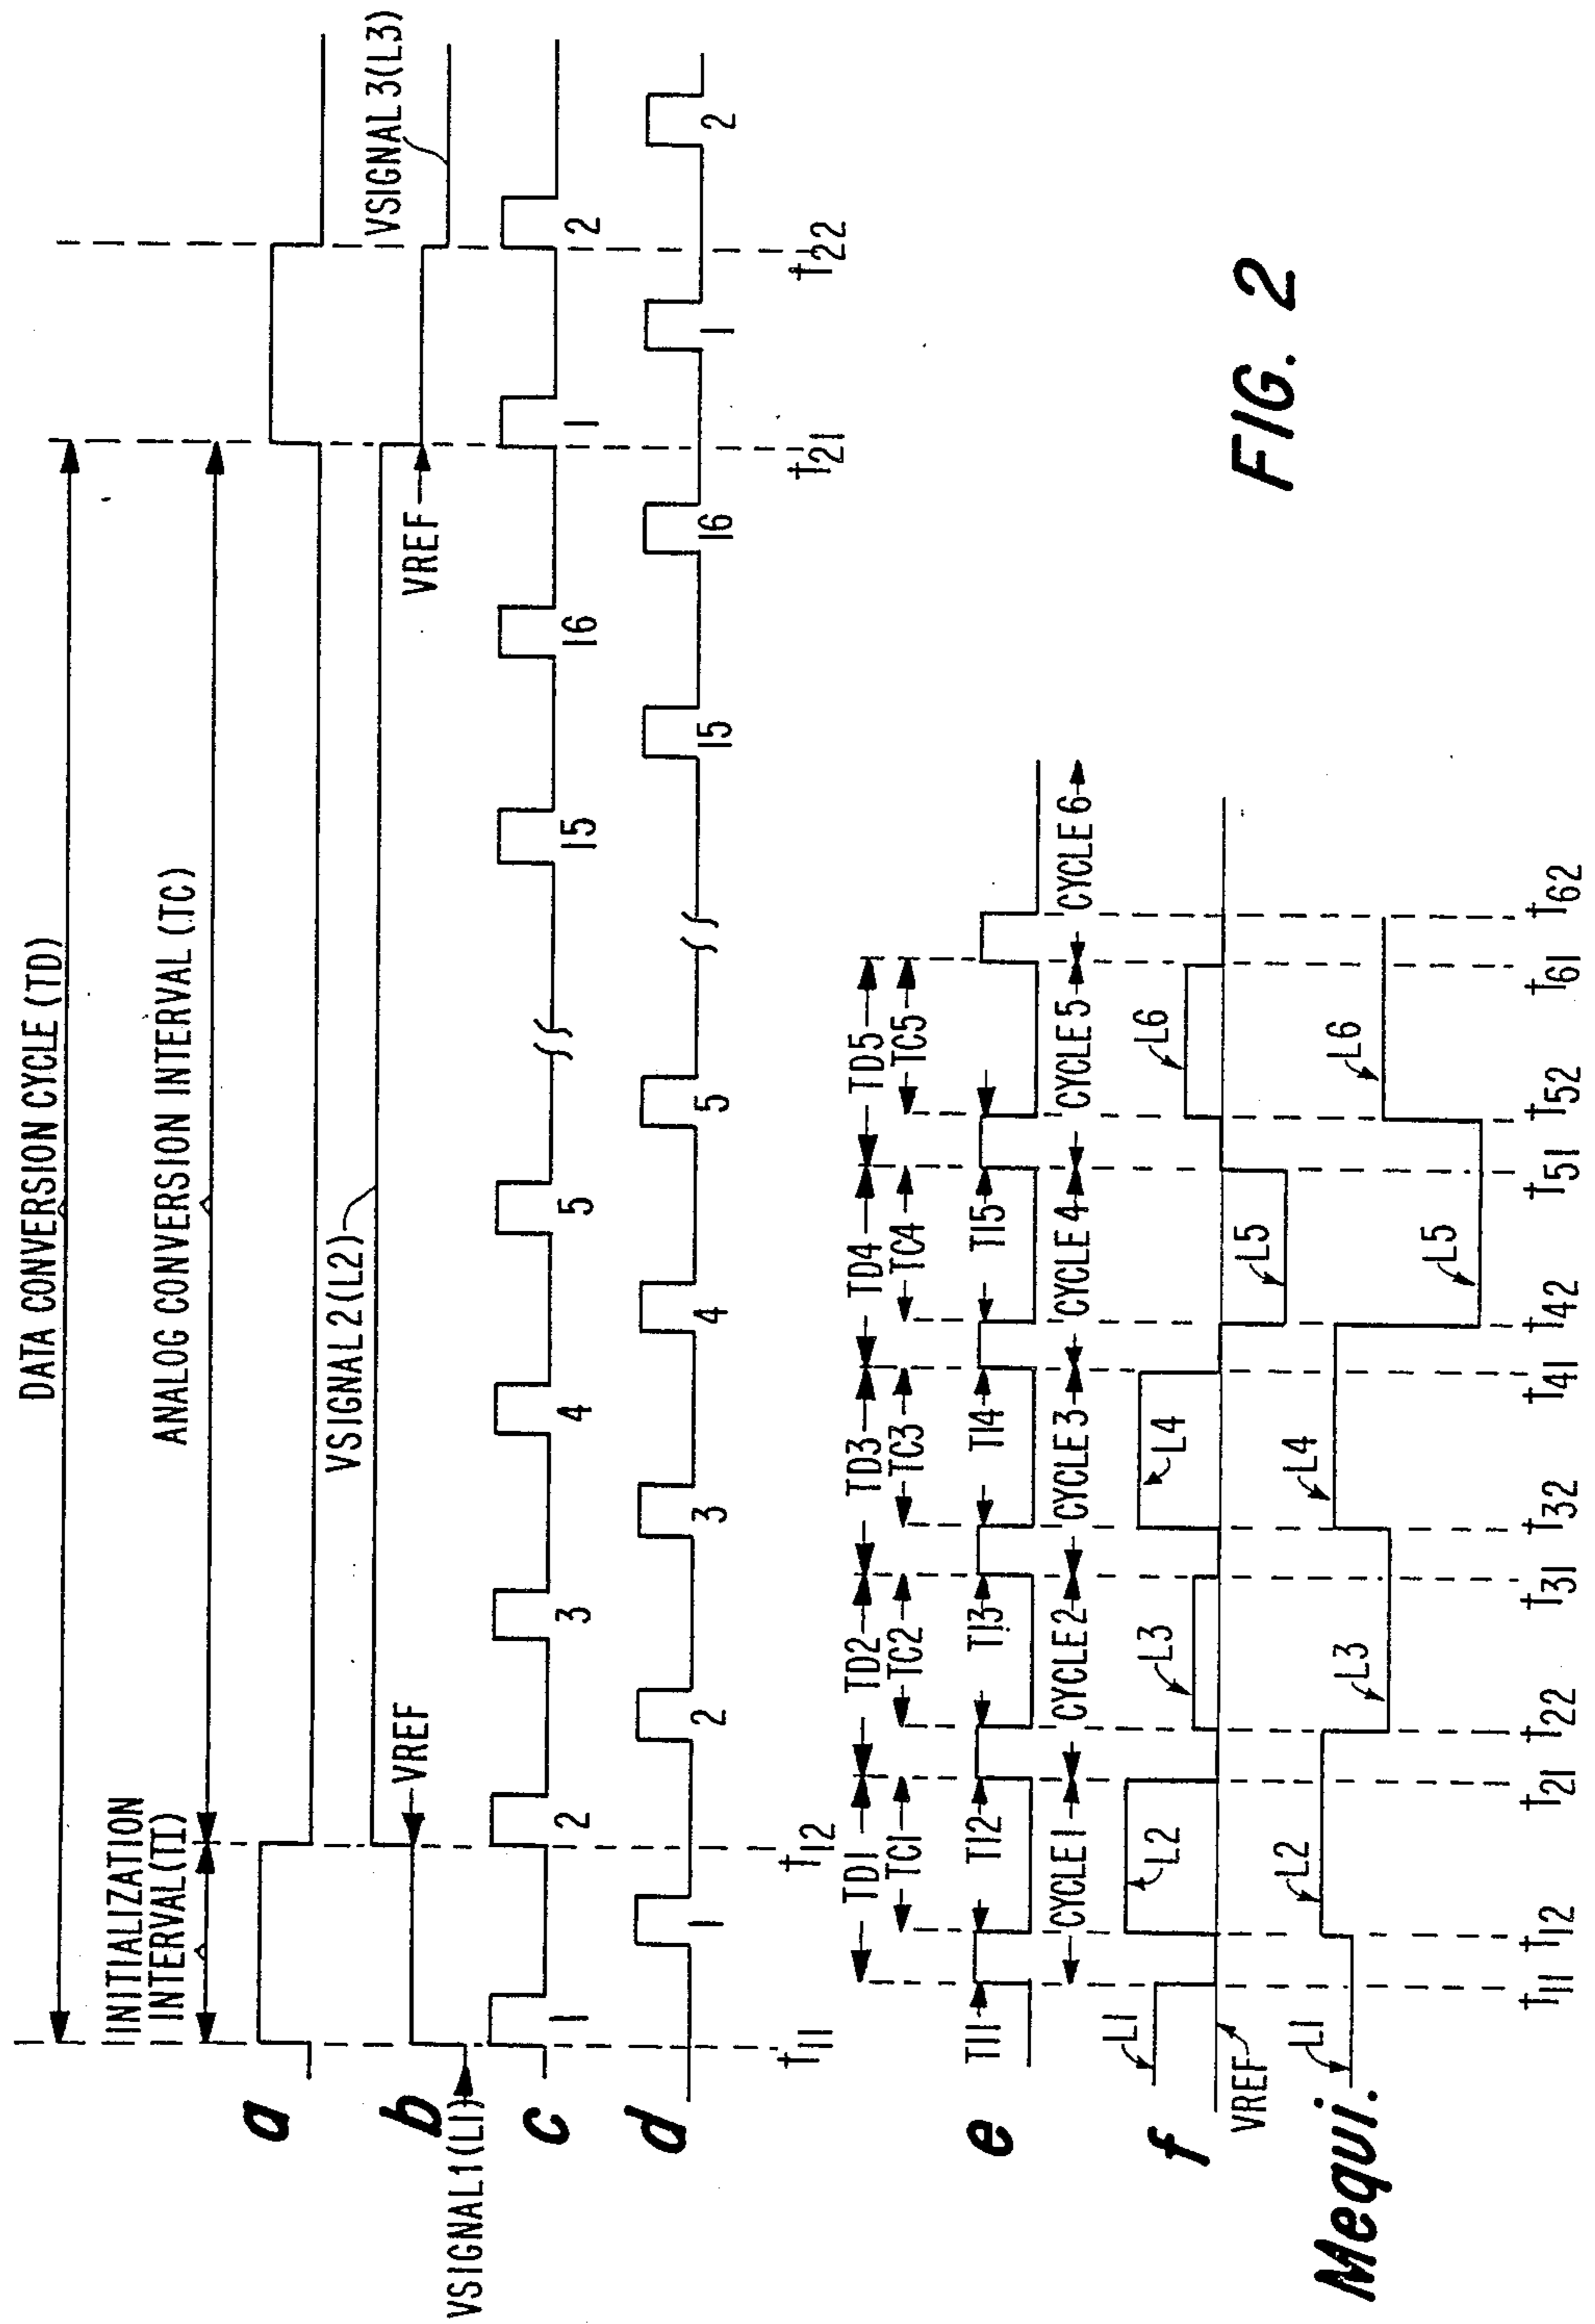 DATA CONVERSION CYCLE (TD)
INITIALIZATION
INTERVAL (TI)
ANALOG CONVERSION INTERVAL (TC)
a
b
VSIGNAL1(L1)
VREF
VSIGNAL 2 (L2)
VREF
VSIGNAL3(L3)
c
1 2 3 4 5 15 16 1 2
d
1 2 3 4 5 15 16 1 2
t11 t12 t21 t22
TD1 TD2 TD3 TD4 TD5
TC1 TC2 TC3 TC4 TC5
e
TI1 TI2 TI3 TI4 TI5
CYCLE 1 CYCLE 2 CYCLE 3 CYCLE 4 CYCLE 5 CYCLE 6
f
L1 L2 L3 L4 L5 L6
VREF
Mequi.
L1 L2 L3 L4 L5 L6
t11 t12 t21 t22 t31 t32 t41 t42 t51 t52 t61 t62
FIG. 2